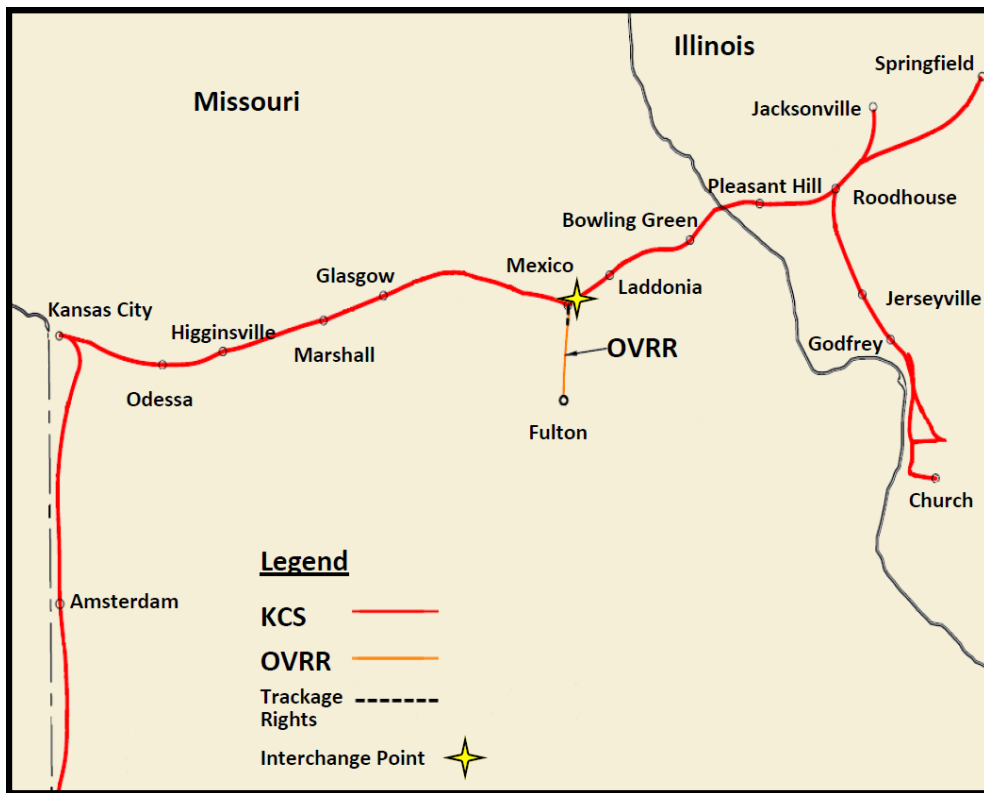 Illinois
Springfield
Missouri
Jacksonville
Pleasant Hill
Roodhouse
Bowling Green
Mexico
Glasgow
Laddonia
Jerseyville
Kansas City
Higginsville
Marshall
OVRR
Godfrey
Odessa
Fulton
Church
Legend
Amsterdam
KCS
OVRR
Trackage
Rights
Interchange Point